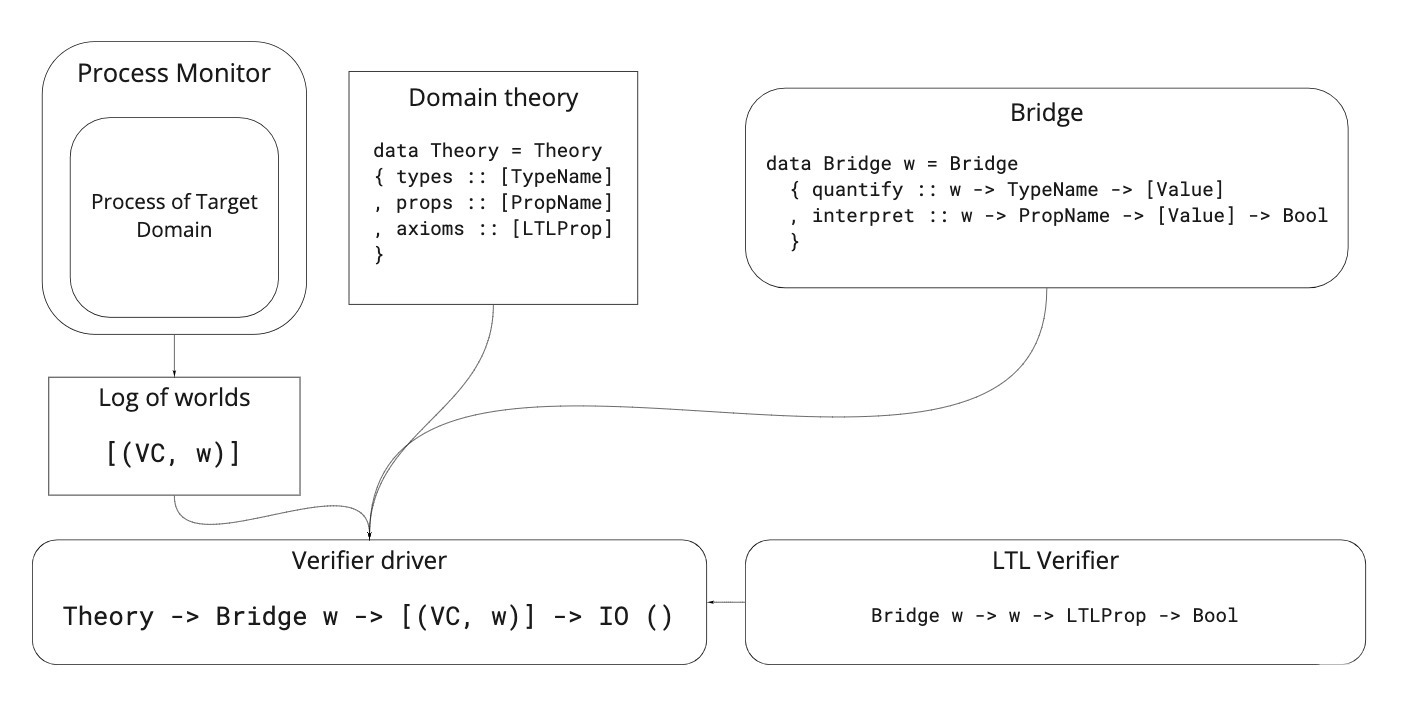 Process Monitor
Process of Target
Domain
Domain theory
data Theory = Theory
{ types :: [TypeName]
, props :: [PropName]
, axioms :: [LTLProp]
}
Bridge
data Bridge w = Bridge
{ quantify :: w -> TypeName -> [Value]
, interpret :: w -> PropName -> [Value] -> Bool
}
Log of worlds
[(VC, w)]
Verifier driver
Theory -> Bridge w -> [(VC, w)] -> IO ()
LTL Verifier
Bridge w -> w -> LTLProp -> Bool